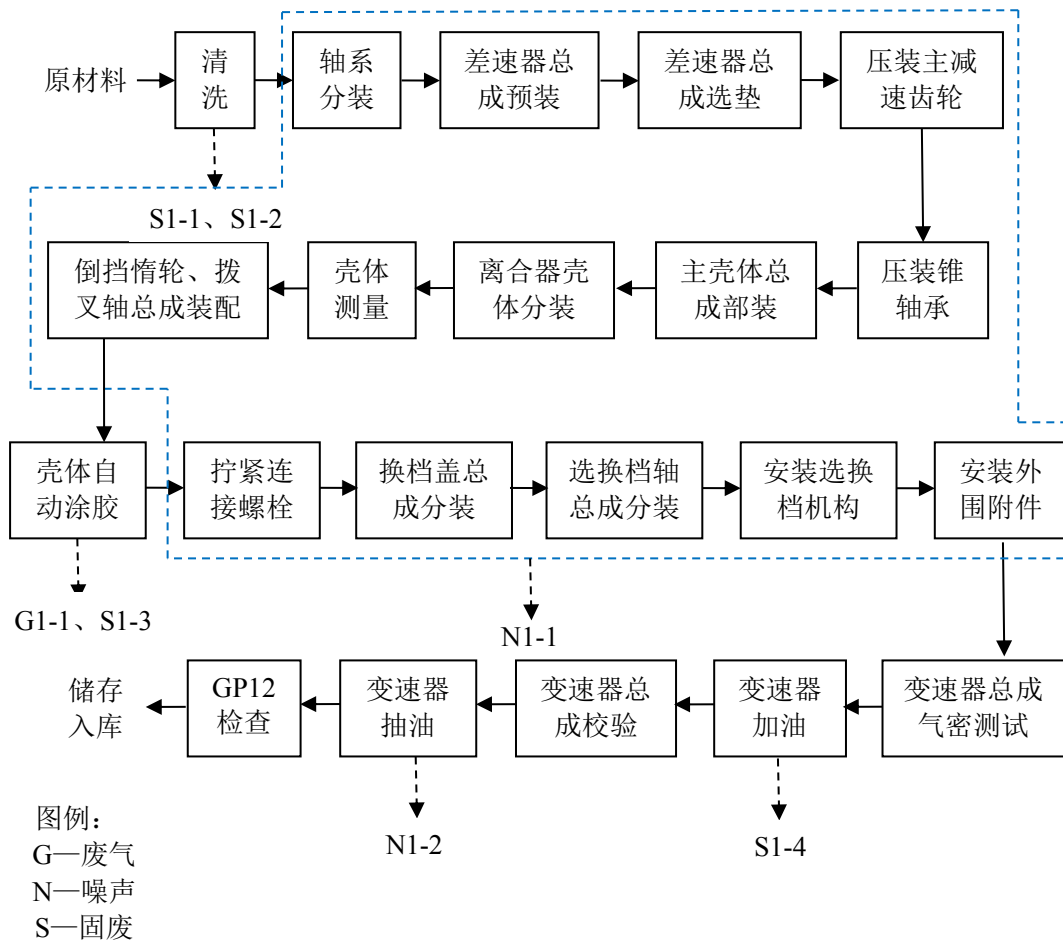 原材料
清
洗
轴系
分装
差速器总
成预装
差速器总
成选垫
压装主减
速齿轮
S1-1、S1-2
倒挡惰轮、拨
叉轴总成装配
壳体
测量
离合器壳
体分装
主壳体总
成部装
压装锥
轴承
壳体自
动涂胶
拧紧连
接螺栓
换档盖总
成分装
选换档轴
总成分装
安装选换
档机构
安装外
围附件
G1-1、S1-3
N1-1
储存
入库
GP12
检查
变速器
抽油
变速器总
成校验
变速器
加油
变速器总成
气密测试
N1-2
S1-4
图例：
G—废气
N—噪声
S—固废